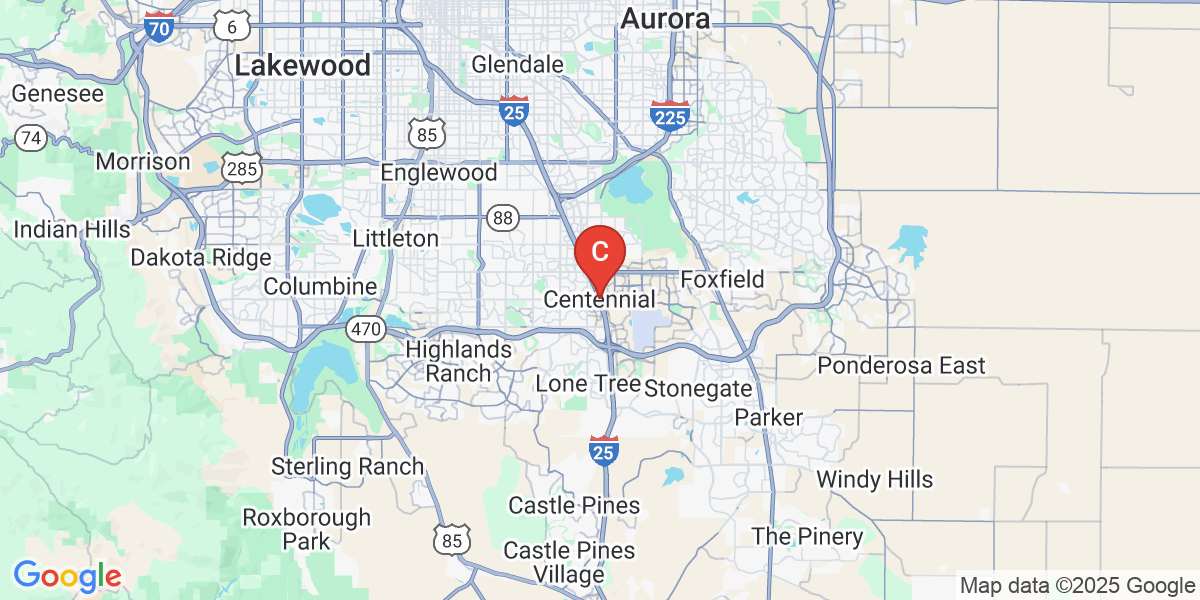 Aurora
70
6
Lakewood
Glendale
Genesee
25
225
85
74
Morrison
285
Englewood
88
Indian Hills
Littleton
Dakota Ridge
C
Foxfield
Columbine
Centennial
470
Highlands
Ranch
Ponderosa East
Lone Tree
Stonegate
Parker
25
Sterling Ranch
Windy Hills
Castle Pines
Roxborough
Park
The Pinery
85
Castle Pines
Village
Google
Map data ©2025 Google